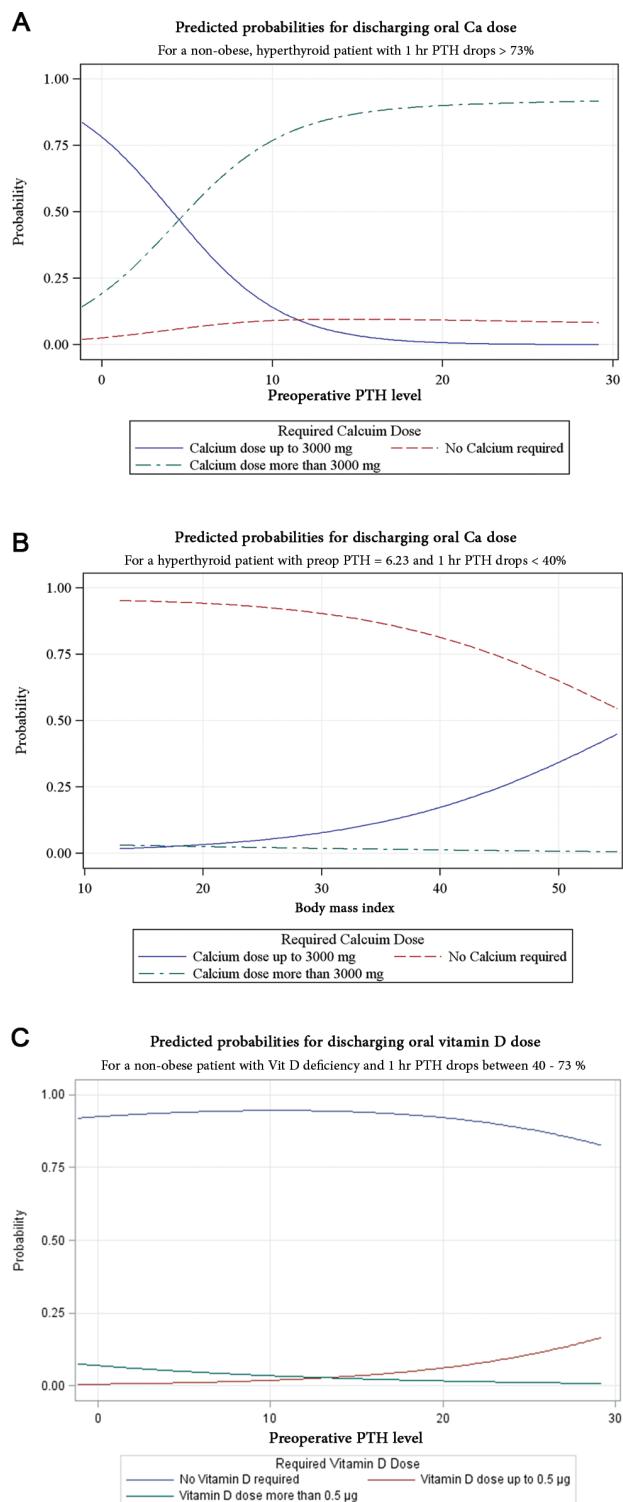 A
Predicted probabilities for discharging oral Ca dose
For a non-obese, hyperthyroid patient with 1 hr PTH drops > 73%
1.00
0.75
0.50
0.25
0.00
Probability
0 10 20 30
Preoperative PTH level
Required Calcuim Dose
Calcium dose up to 3000 mg No Calcium required
Calcium dose more than 3000 mg
B
Predicted probabilities for discharging oral Ca dose
For a hyperthyroid patient with preop PTH = 6.23 and 1 hr PTH drops < 40%
1.00
0.75
0.50
0.25
0.00
Probability
10 20 30 40 50
Body mass index
Required Calcuim Dose
Calcium dose up to 3000 mg No Calcium required
Calcium dose more than 3000 mg
C
Predicted probabilities for discharging oral vitamin D dose
For a non-obese patient with Vit D deficiency and 1 hr PTH drops between 40 - 73 %
1.00
0.75
0.50
0.25
0.00
Probability
0 10 20 30
Preoperative PTH level
Required Vitamin D Dose
No Vitamin D required Vitamin D dose up to 0.5 µg
Vitamin D dose more than 0.5 µg